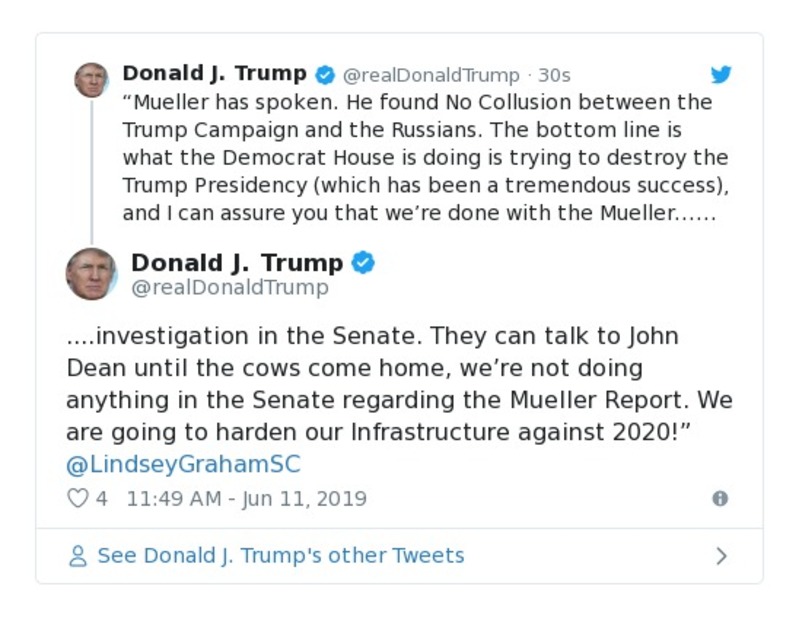 Donald J. Trump @realDonaldTrump · 30s
“Mueller has spoken. He found No Collusion between the
Trump Campaign and the Russians. The bottom line is
what the Democrat House is doing is trying to destroy the
Trump Presidency (which has been a tremendous success),
and I can assure you that we’re done with the Mueller......
Donald J. Trump
@realDonaldTrump
....investigation in the Senate. They can talk to John
Dean until the cows come home, we’re not doing
anything in the Senate regarding the Mueller Report. We
are going to harden our Infrastructure against 2020!”
@LindseyGrahamSC
4 11:49 AM - Jun 11, 2019
See Donald J. Trump's other Tweets